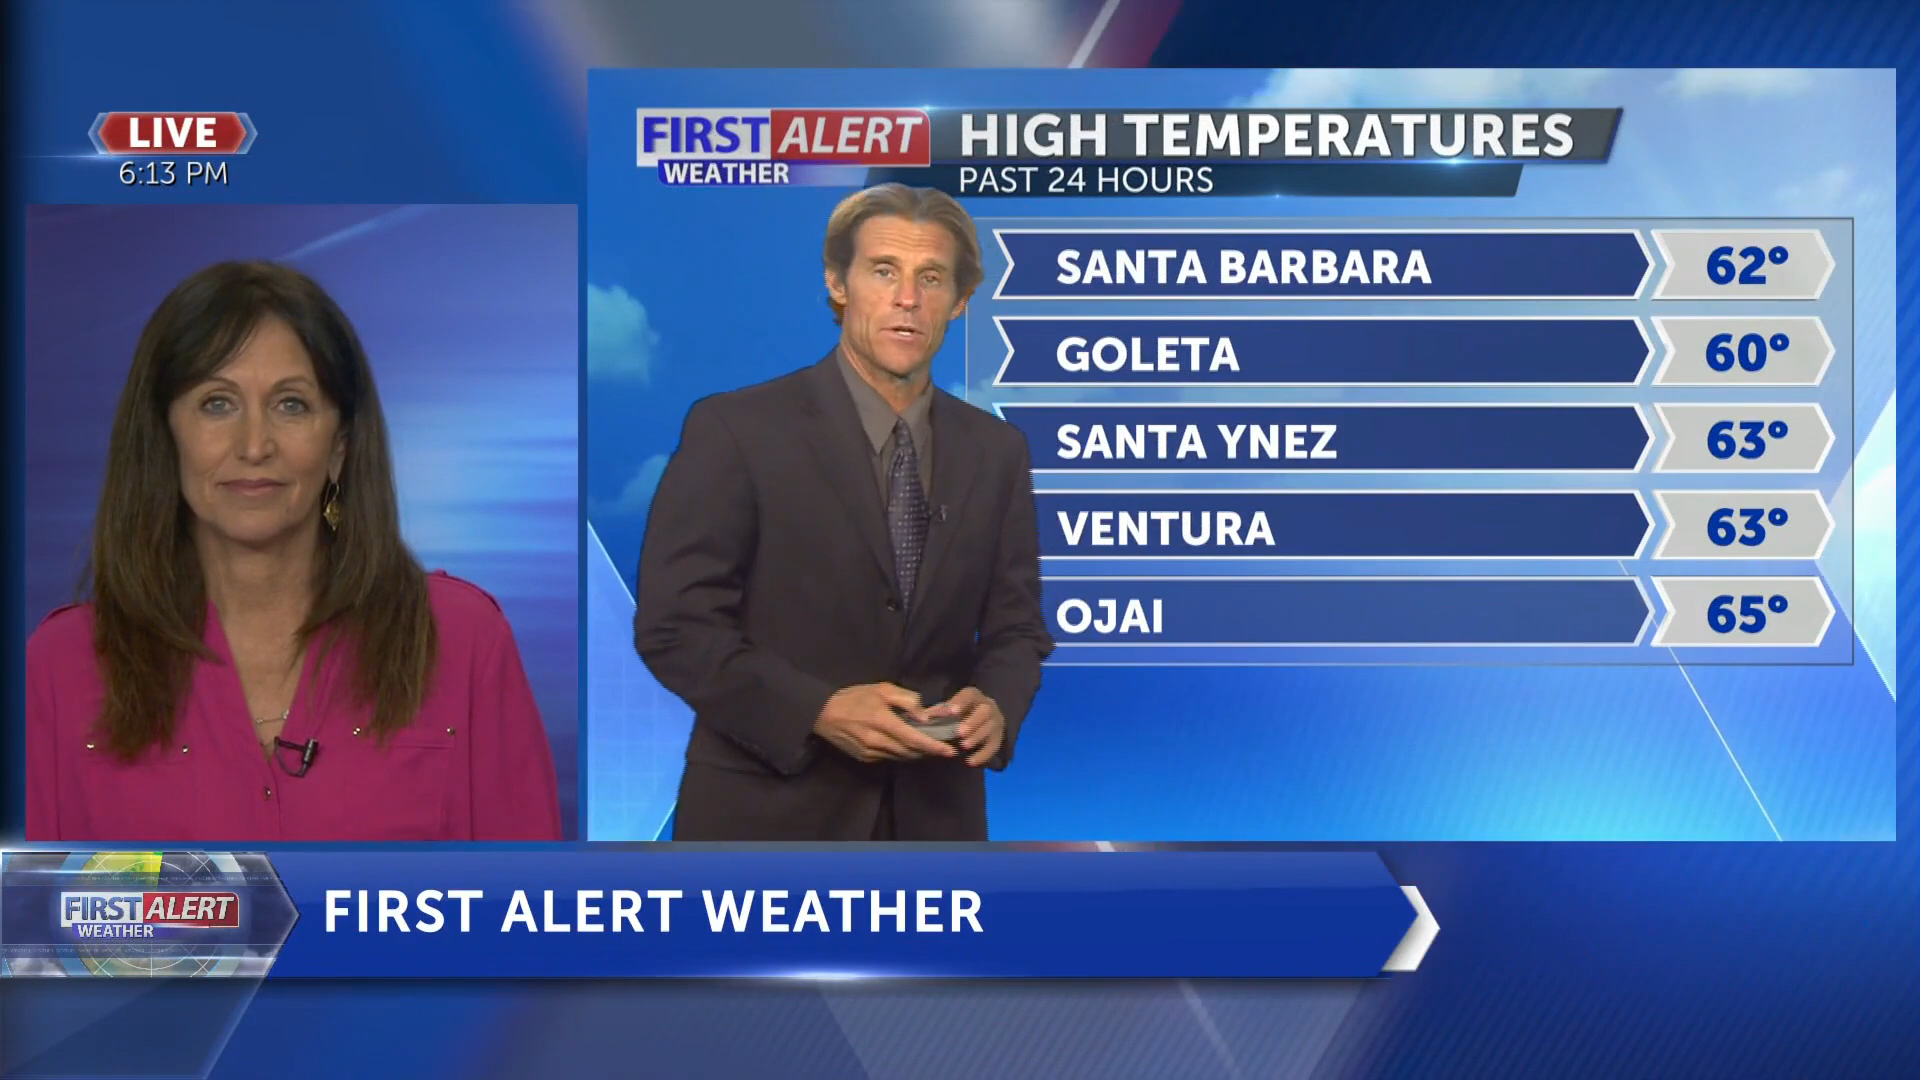 LIVE
6:13 PM
FIRST ALERT
WEATHER
HIGH TEMPERATURES
PAST 24 HOURS
SANTA BARBARA 62°
GOLETA 60°
SANTA YNEZ 63°
VENTURA 63°
OJAI 65°
FIRST ALERT
WEATHER
FIRST ALERT WEATHER